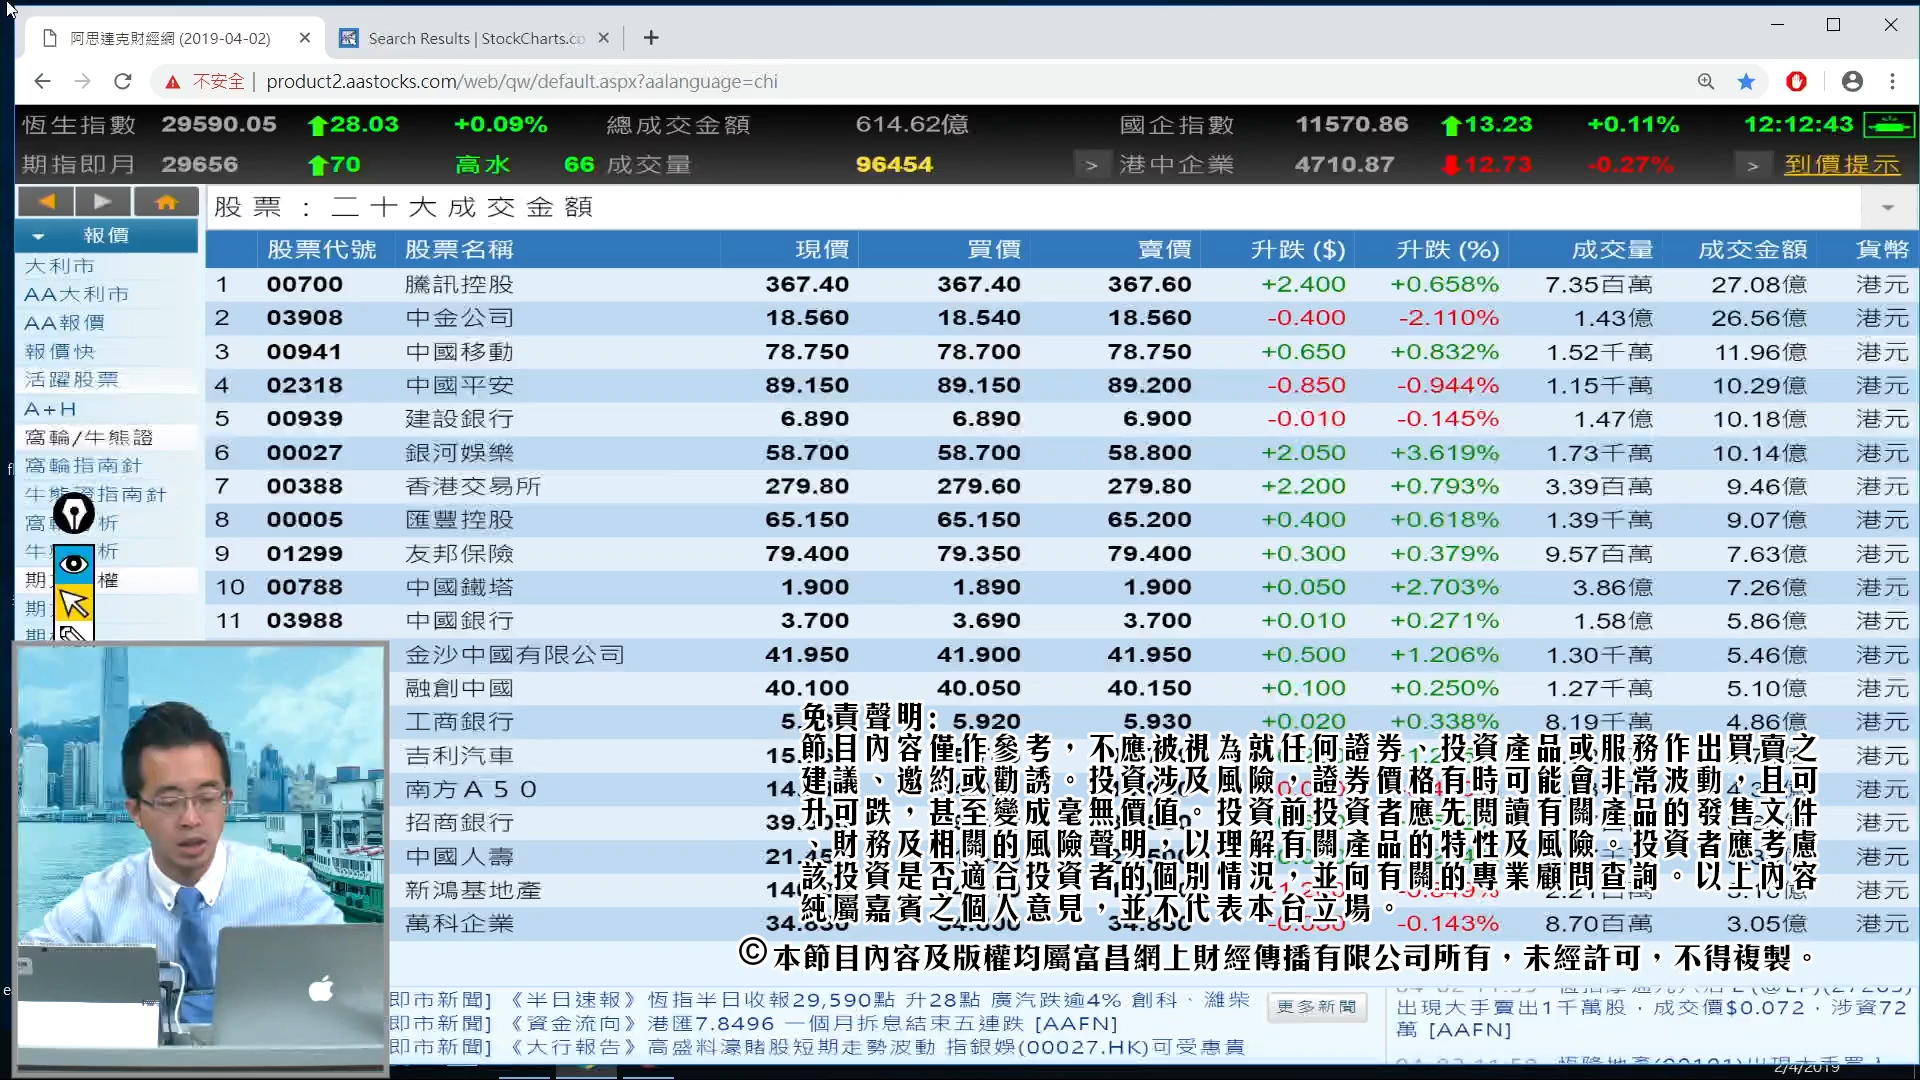 阿思達克財經網 (2019-04-02)
Search Results | StockCharts.co
不安全 | product2.aastocks.com/web/qw/default.aspx?aalanguage=chi
恆生指數 29590.05 28.03 +0.09% 總成交金額 614.62億 國企指數 11570.86 13.23 +0.11% 12:12:43
期指即月 29656 70 高水 66 成交量 96454 > 港中企業 4710.87 12.73 -0.27% > 到價提示
股票：二十大成交金額
報價
大利市
AA大利市
AA報價
報價快
活躍股票
A+H
窩輪/牛熊證
窩輪指南針
牛熊證指南針
股票代號 股票名稱 現價 買價 賣價 升跌 ($) 升跌 (%) 成交量 成交金額 貨幣
1 00700 騰訊控股 367.40 367.40 367.60 +2.400 +0.658% 7.35百萬 27.08億 港元
2 03908 中金公司 18.560 18.540 18.560 -0.400 -2.110% 1.43億 26.56億 港元
3 00941 中國移動 78.750 78.700 78.750 +0.650 +0.832% 1.52千萬 11.96億 港元
4 02318 中國平安 89.150 89.150 89.200 -0.850 -0.944% 1.15千萬 10.29億 港元
5 00939 建設銀行 6.890 6.890 6.900 -0.010 -0.145% 1.47億 10.18億 港元
6 00027 銀河娛樂 58.700 58.700 58.800 +2.050 +3.619% 1.73千萬 10.14億 港元
7 00388 香港交易所 279.80 279.60 279.80 +2.200 +0.793% 3.39百萬 9.46億 港元
8 00005 匯豐控股 65.150 65.150 65.200 +0.400 +0.618% 1.39千萬 9.07億 港元
9 01299 友邦保險 79.400 79.350 79.400 +0.300 +0.379% 9.57百萬 7.63億 港元
10 00788 中國鐵塔 1.900 1.890 1.900 +0.050 +2.703% 3.86億 7.26億 港元
11 03988 中國銀行 3.700 3.690 3.700 +0.010 +0.271% 1.58億 5.86億 港元
金沙中國有限公司 41.950 41.900 41.950 +0.500 +1.206% 1.30千萬 5.46億 港元
融創中國 40.100 40.050 40.150 +0.100 +0.250% 1.27千萬 5.10億 港元
工商銀行 5.920 5.930 +0.020 +0.338% 8.19千萬 4.86億 港元
吉利汽車 港元
南方A50 港元
招商銀行 港元
中國人壽 港元
新鴻基地產 港元
萬科企業 34.850 -0.143% 8.70百萬 3.05億 港元
免責聲明:
節目內容僅作參考，不應被視為就任何證券、投資產品或服務作出買賣之
建議、邀約或勸誘。投資涉及風險，證券價格有時可能會非常波動，且可
升可跌，甚至變成毫無價值。投資前投資者應先閱讀有關產品的發售文件
、財務及相關的風險聲明，以理解有關產品的特性及風險。投資者應考慮
該投資是否適合投資者的個別情況，並向有關的專業顧問查詢。以上內容
純屬嘉賓之個人意見，並不代表本台立場。
©本節目內容及版權均屬富昌網上財經傳播有限公司所有，未經許可，不得複製。
即市新聞] 《半日速報》恆指半日收報29,590點 升28點 廣汽跌逾4% 創科、濰柴
即市新聞] 《資金流向》港匯7.8496 一個月拆息結束五連跌 [AAFN]
即市新聞] 《大行報告》高盛料濠賭股短期走勢波動 指銀娛(00027.HK)可受惠貴
更多新聞
出現大手賣出1千萬股，成交價$0.072，涉資72
萬 [AAFN]
2/4/2019